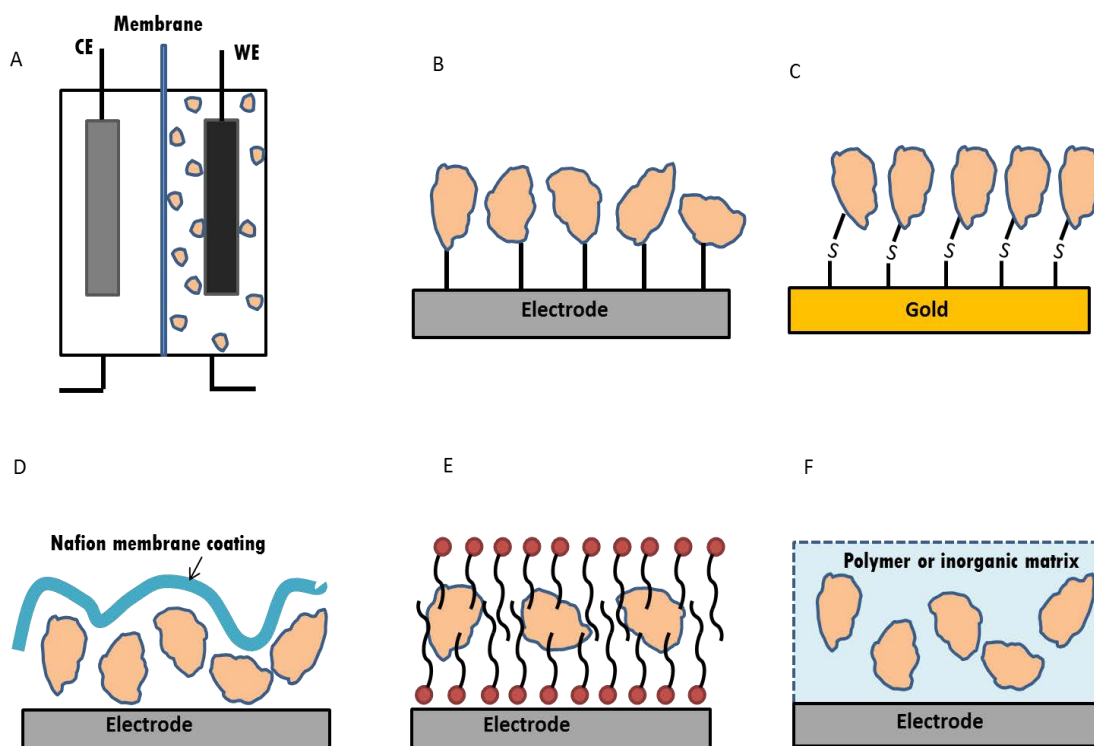 Membrane
CE
WE
A
B
C
Electrode
S S S S S
Gold
D
E
F
Nafion membrane coating
Polymer or inorganic matrix
Electrode
Electrode
Electrode